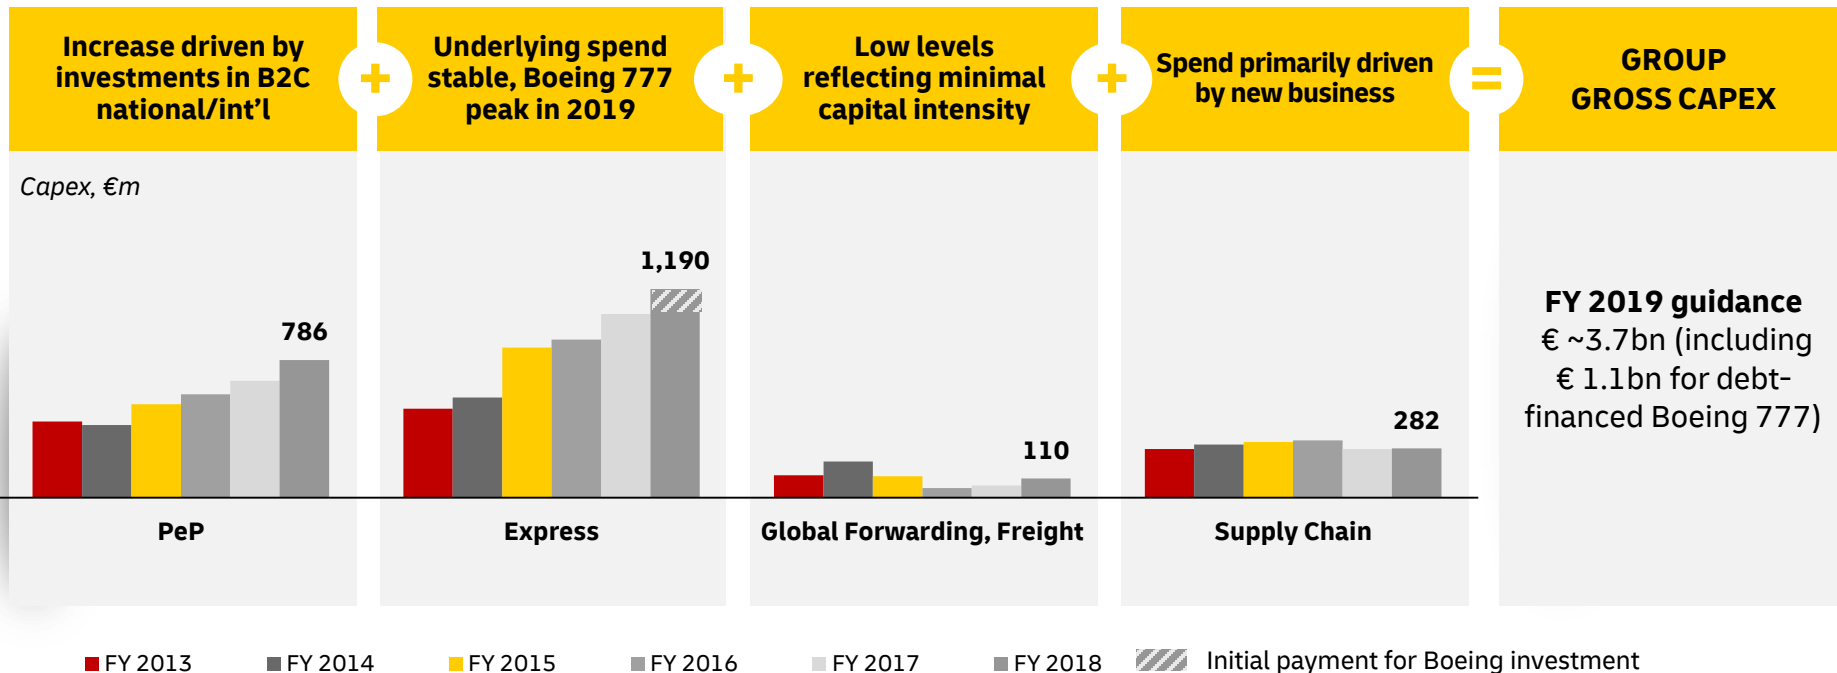 Increase driven by
investments in B2C
national/int'l
+
Underlying spend
stable, Boeing 777
peak in 2019
+
Low levels
reflecting minimal
capital intensity
+
Spend primarily driven
by new business
=
GROUP
GROSS CAPEX
Capex, €m
786
PeP
1,190
Express
110
Global Forwarding, Freight
282
Supply Chain
FY 2019 guidance
€ ~3.7bn (including
€ 1.1bn for debt-
financed Boeing 777)
FY 2013
FY 2014
FY 2015
FY 2016
FY 2017
FY 2018
Initial payment for Boeing investment